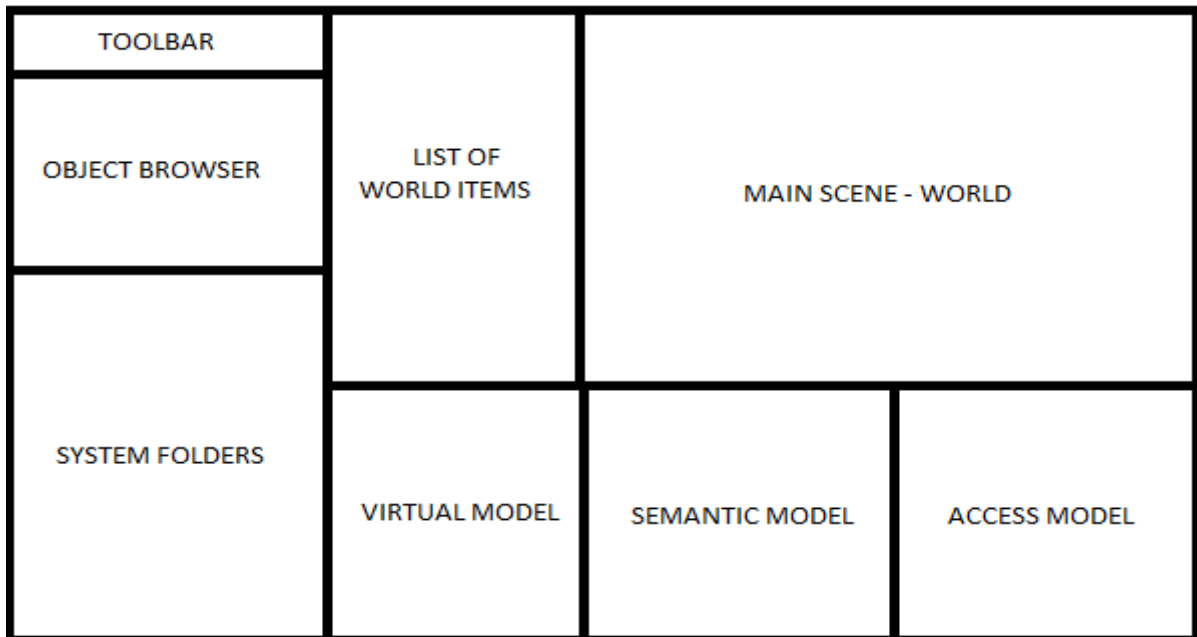 TOOLBAR
OBJECT BROWSER
SYSTEM FOLDERS
LIST OF
WORLD ITEMS
MAIN SCENE - WORLD
VIRTUAL MODEL
SEMANTIC MODEL
ACCESS MODEL